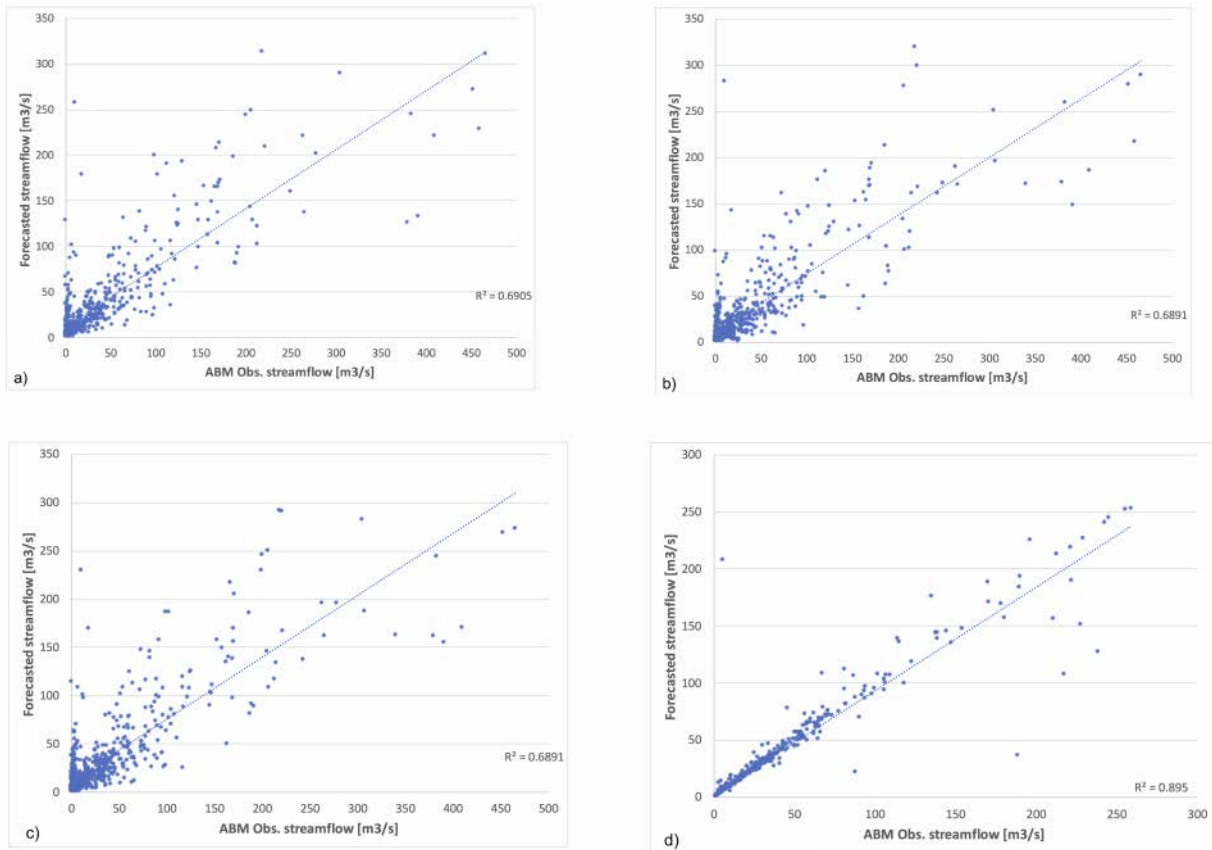 350
300
250
200
150
100
50
0
Forecasted streamflow [m3/s]
R² = 0.6905
0 50 100 150 200 250 300 350 400 450 500
ABM Obs. streamflow [m3/s]
a)
350
300
250
200
150
100
50
0
Forecasted streamflow [m3/s]
R² = 0.6891
0 50 100 150 200 250 300 350 400 450 500
ABM Obs. streamflow [m3/s]
b)
350
300
250
200
150
100
50
0
Forecasted streamflow [m3/s]
R² = 0.6891
0 50 100 150 200 250 300 350 400 450 500
ABM Obs. streamflow [m3/s]
c)
300
250
200
150
100
50
0
Forecasted streamflow [m3/s]
R² = 0.895
0 50 100 150 200 250 300
ABM Obs. streamflow [m3/s]
d)